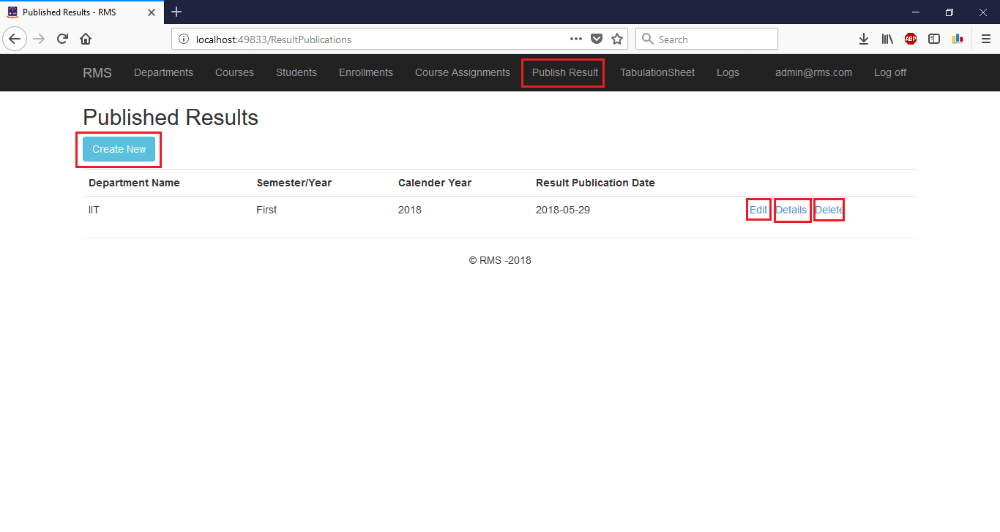 Published Results - RMS
localhost:49833/ResultPublications
Search
ABP
RMS Departments Courses Students Enrollments Course Assignments Publish Result TabulationSheet Logs admin@rms.com Log off
Published Results
Create New
Department Name Semester/Year Calender Year Result Publication Date
IIT First 2018 2018-05-29 Edit Details Delete
© RMS -2018